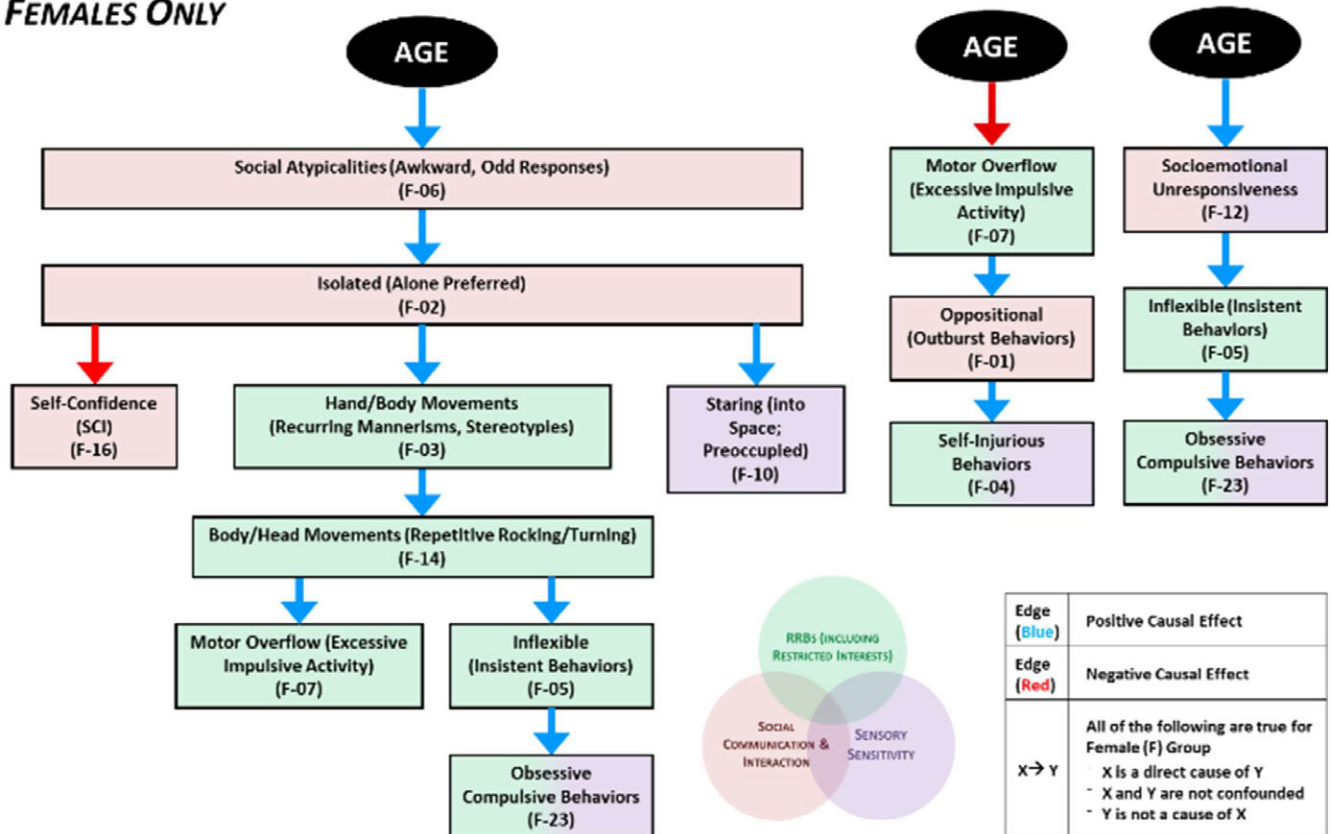 FEMALES ONLY
AGE
Social Atypicalities (Awkward, Odd Responses)
(F-06)
Isolated (Alone Preferred)
(F-02)
Self-Confidence
(SCI)
(F-16)
Hand/Body Movements
(Recurring Mannerisms, Stereotypies)
(F-03)
Staring (into
Space;
Preoccupied)
(F-10)
Body/Head Movements (Repetitive Rocking/Turning)
(F-14)
Motor Overflow (Excessive
Impulsive Activity)
(F-07)
Inflexible
(Insistent Behaviors)
(F-05)
Obsessive
Compulsive Behaviors
(F-23)
AGE
Motor Overflow
(Excessive Impulsive
Activity)
(F-07)
Oppositional
(Outburst Behaviors)
(F-01)
Self-Injurious
Behaviors
(F-04)
AGE
Socioemotional
Unresponsiveness
(F-12)
Inflexible (Insistent
Behaviors)
(F-05)
Obsessive
Compulsive Behaviors
(F-23)
RRBS (INCLUDING
RESTRICTED INTERESTS)
SOCIAL
COMMUNICATION &
INTERACTION
SENSORY
SENSITIVITY
Edge
(Blue)
Positive Causal Effect
Edge
(Red)
Negative Causal Effect
X→Y
All of the following are true for
Female (F) Group
- X is a direct cause of Y
- X and Y are not confounded
- Y is not a cause of X